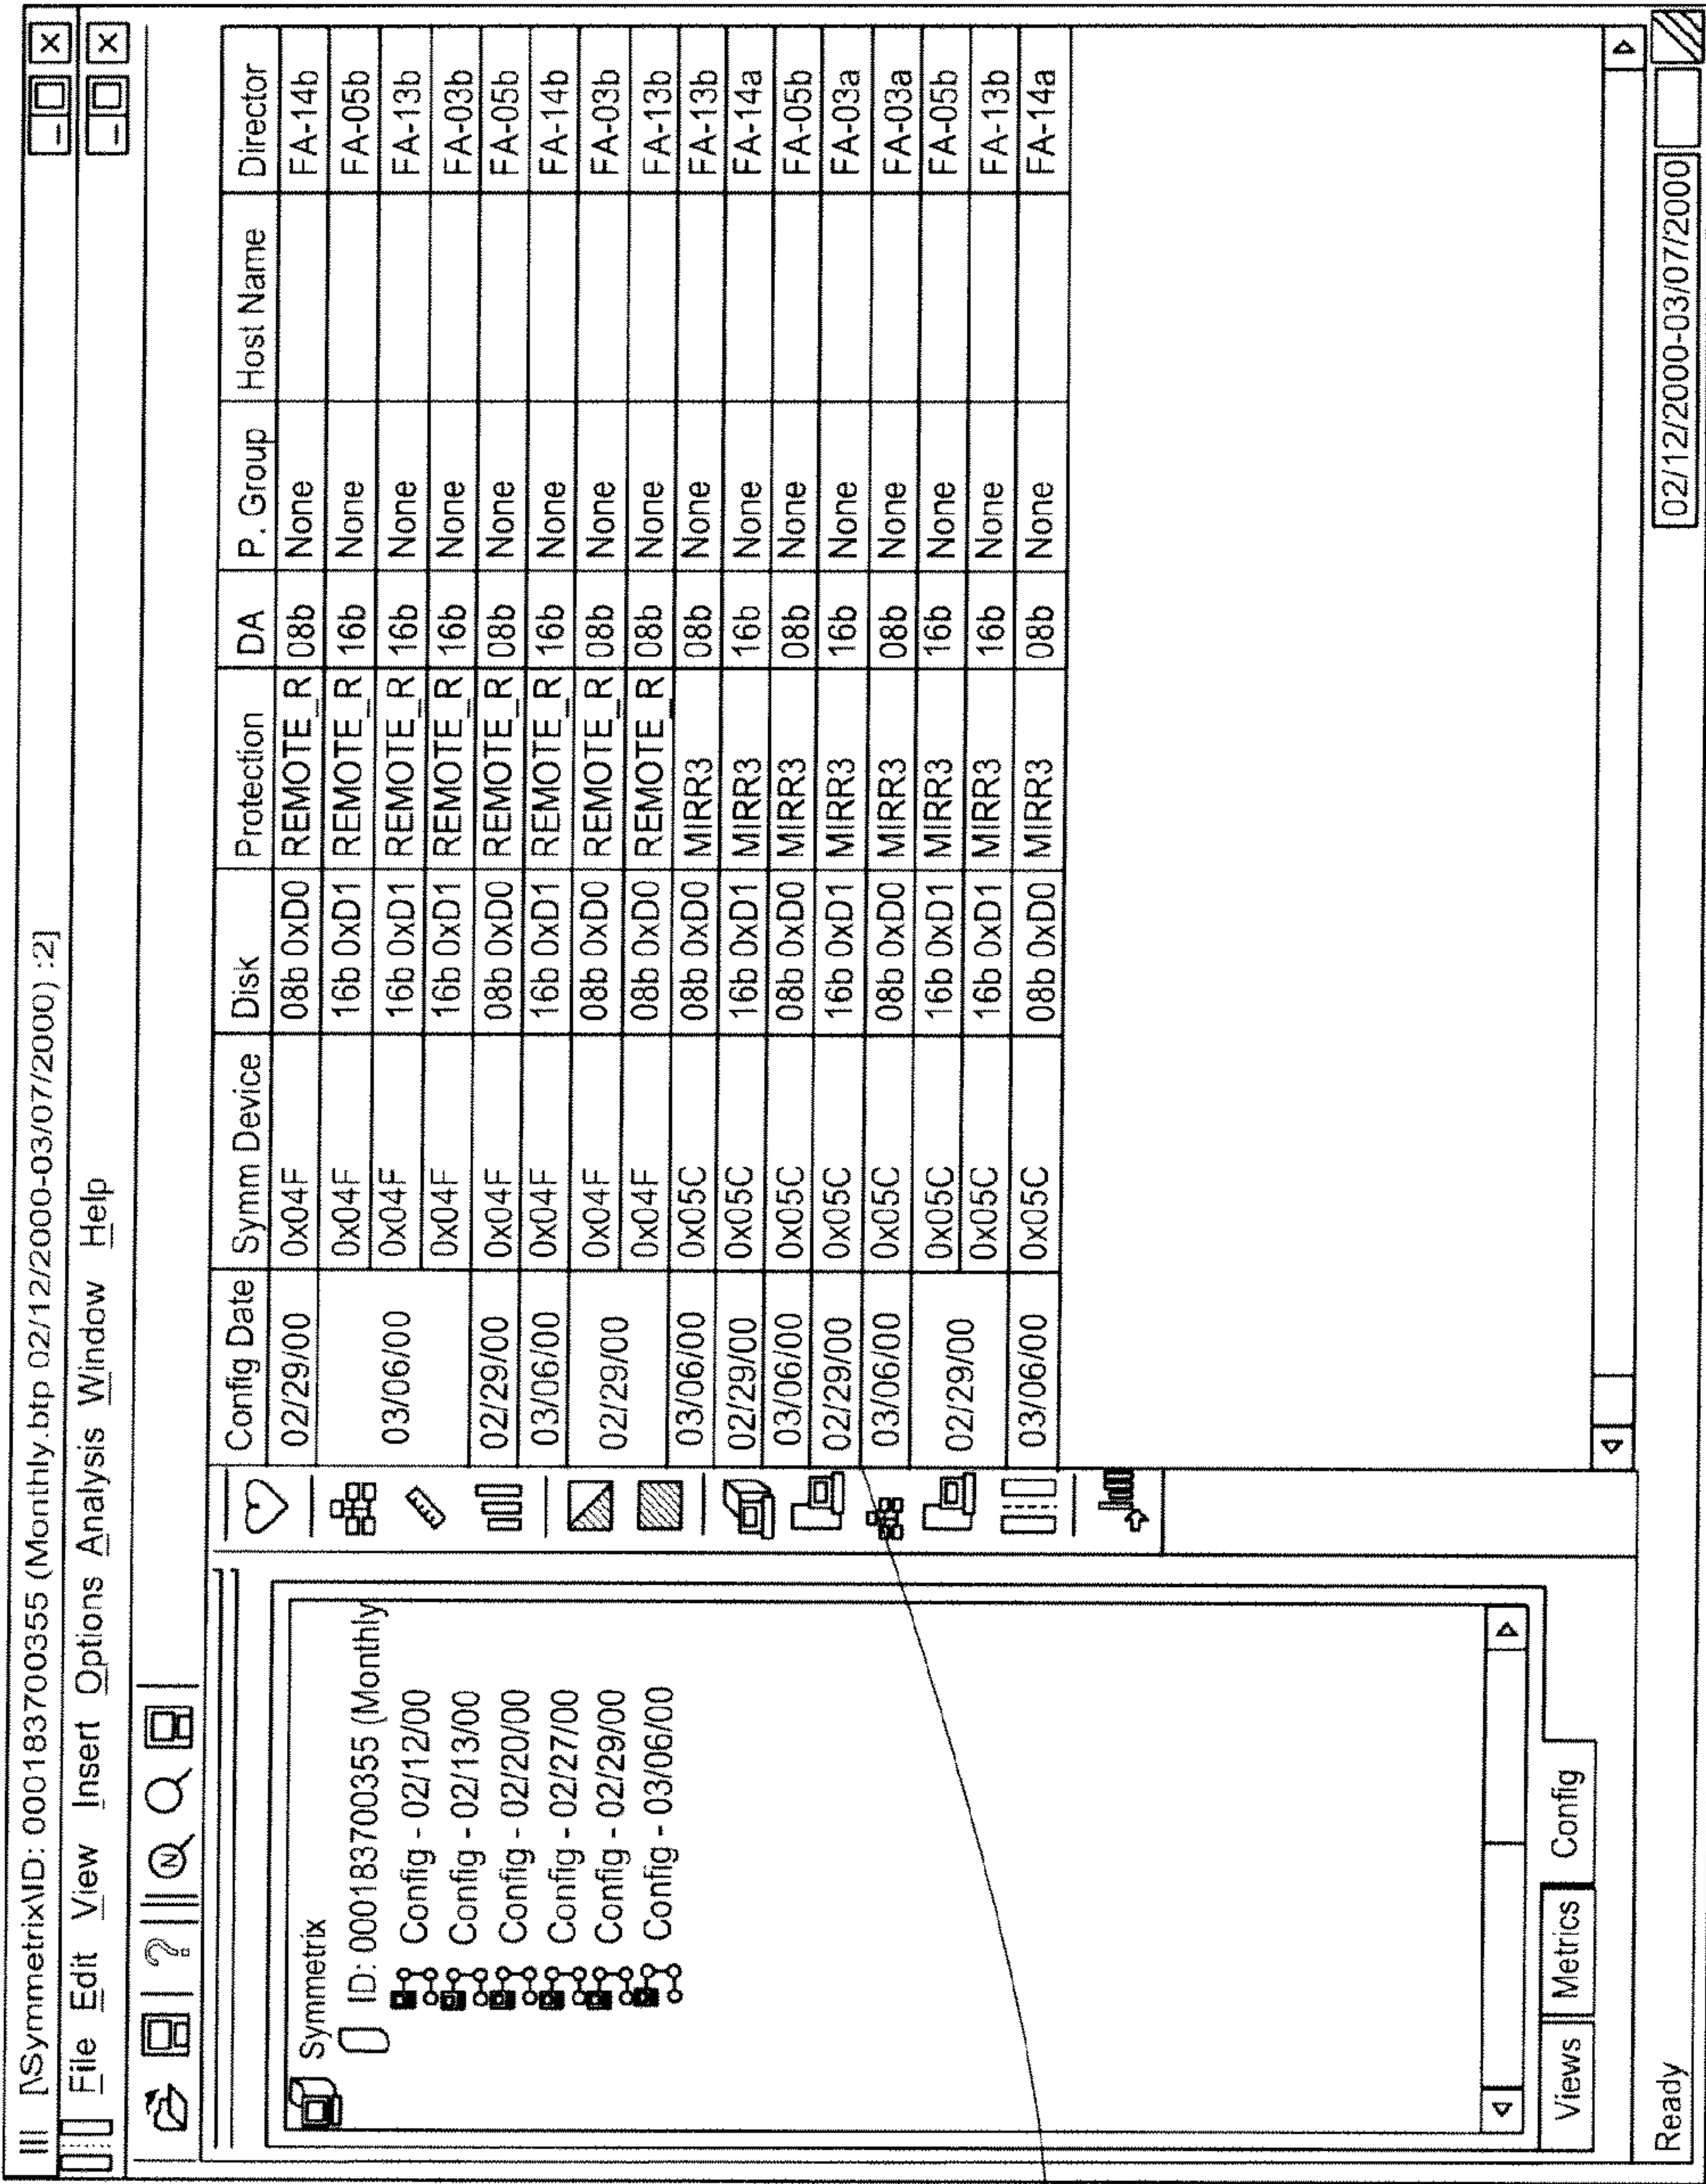 [\Symmetrix\ID: 000183700355 (Monthly.btp 02/12/2000-03/07/2000) :2]
File Edit View Insert Options Analysis Window Help
?
N
Symmetrix
ID: 000183700355 (Monthly
Config - 02/12/00
Config - 02/13/00
Config - 02/20/00
Config - 02/27/00
Config - 02/29/00
Config - 03/06/00
Views Metrics Config
Config Date Symm Device Disk Protection DA P. Group Host Name Director
02/29/00 0x04F 08b 0xD0 REMOTE_R 08b None FA-14b
0x04F 16b 0xD1 REMOTE_R 16b None FA-05b
03/06/00 0x04F 16b 0xD1 REMOTE_R 16b None FA-13b
0x04F 16b 0xD1 REMOTE_R 16b None FA-03b
02/29/00 0x04F 08b 0xD0 REMOTE_R 08b None FA-05b
03/06/00 0x04F 16b 0xD1 REMOTE_R 16b None FA-14b
02/29/00 0x04F 08b 0xD0 REMOTE_R 08b None FA-03b
0x04F 08b 0xD0 REMOTE_R 08b None FA-13b
03/06/00 0x05C 08b 0xD0 MIRR3 08b None FA-13b
02/29/00 0x05C 16b 0xD1 MIRR3 16b None FA-14a
03/06/00 0x05C 08b 0xD0 MIRR3 08b None FA-05b
02/29/00 0x05C 16b 0xD1 MIRR3 16b None FA-03a
03/06/00 0x05C 08b 0xD0 MIRR3 08b None FA-03a
02/29/00 0x05C 16b 0xD1 MIRR3 16b None FA-05b
0x05C 16b 0xD1 MIRR3 16b None FA-13b
03/06/00 0x05C 08b 0xD0 MIRR3 08b None FA-14a
Ready 02/12/2000-03/07/2000